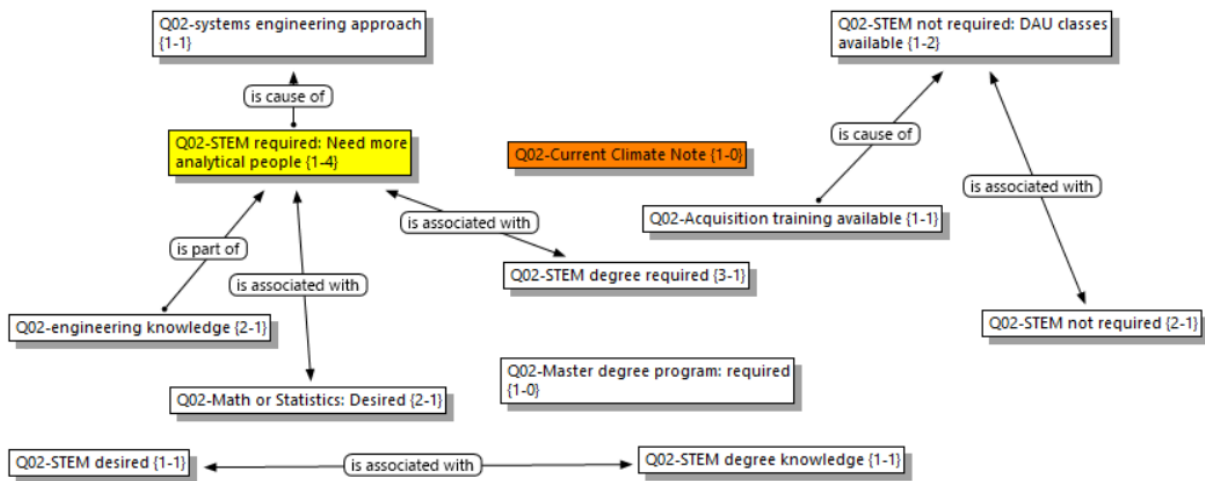 Q02-systems engineering approach
{1-1}
Q02-STEM not required: DAU classes
available {1-2}
is cause of
is cause of
Q02-STEM required: Need more
analytical people {1-4}
Q02-Current Climate Note {1-0}
is associated with
Q02-Acquisition training available {1-1}
is associated with
is part of
Q02-STEM degree required {3-1}
is associated with
Q02-engineering knowledge {2-1}
Q02-STEM not required {2-1}
Q02-Master degree program: required
{1-0}
Q02-Math or Statistics: Desired {2-1}
Q02-STEM desired {1-1}
is associated with
Q02-STEM degree knowledge {1-1}